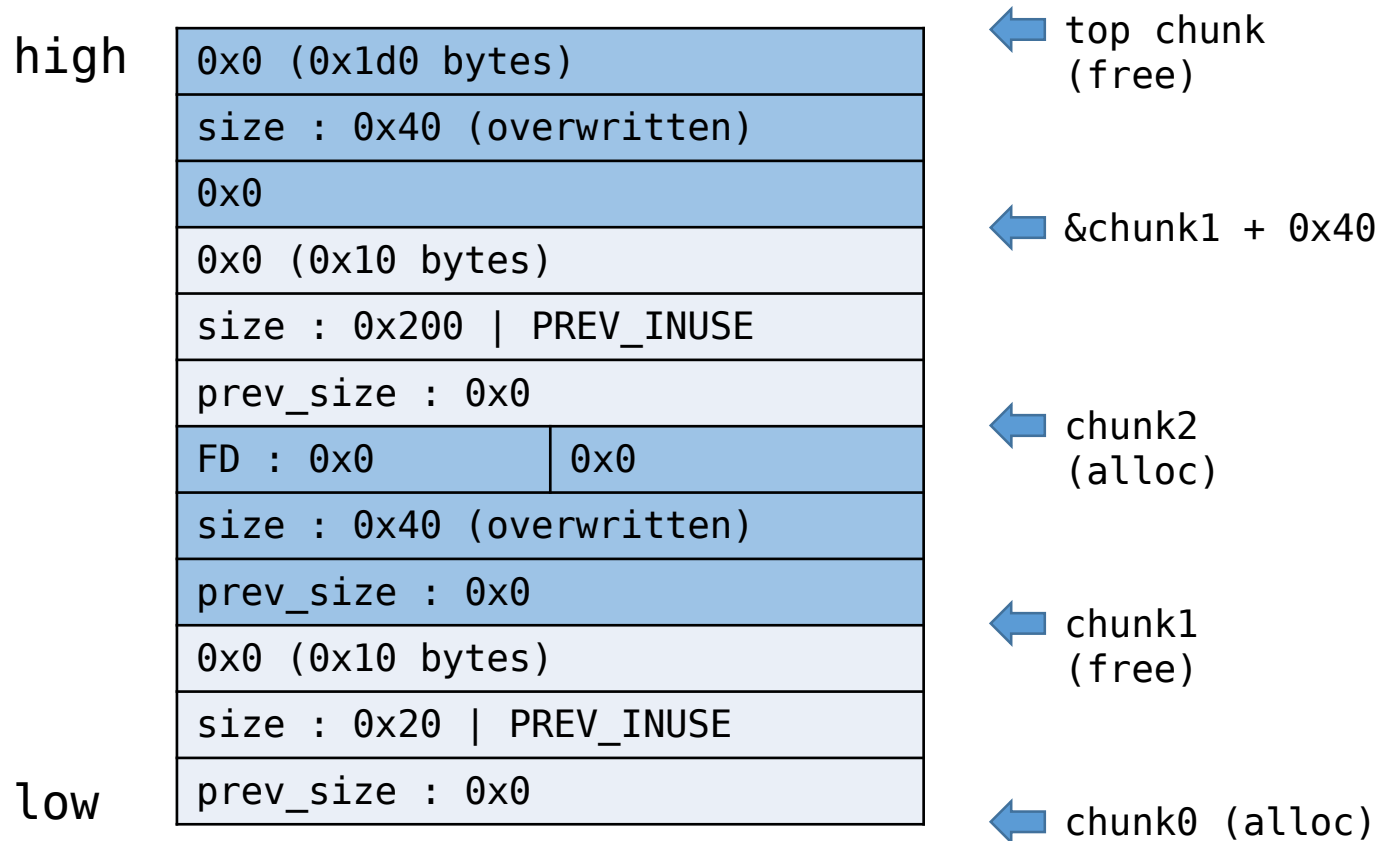 high
0x0 (0x1d0 bytes)
size : 0x40 (overwritten)
0x0
0x0 (0x10 bytes)
size : 0x200 | PREV_INUSE
prev_size : 0x0
FD : 0x0
0x0
size : 0x40 (overwritten)
prev_size : 0x0
0x0 (0x10 bytes)
size : 0x20 | PREV_INUSE
prev_size : 0x0
low
top chunk
(free)
&chunk1 + 0x40
chunk2
(alloc)
chunk1
(free)
chunk0 (alloc)